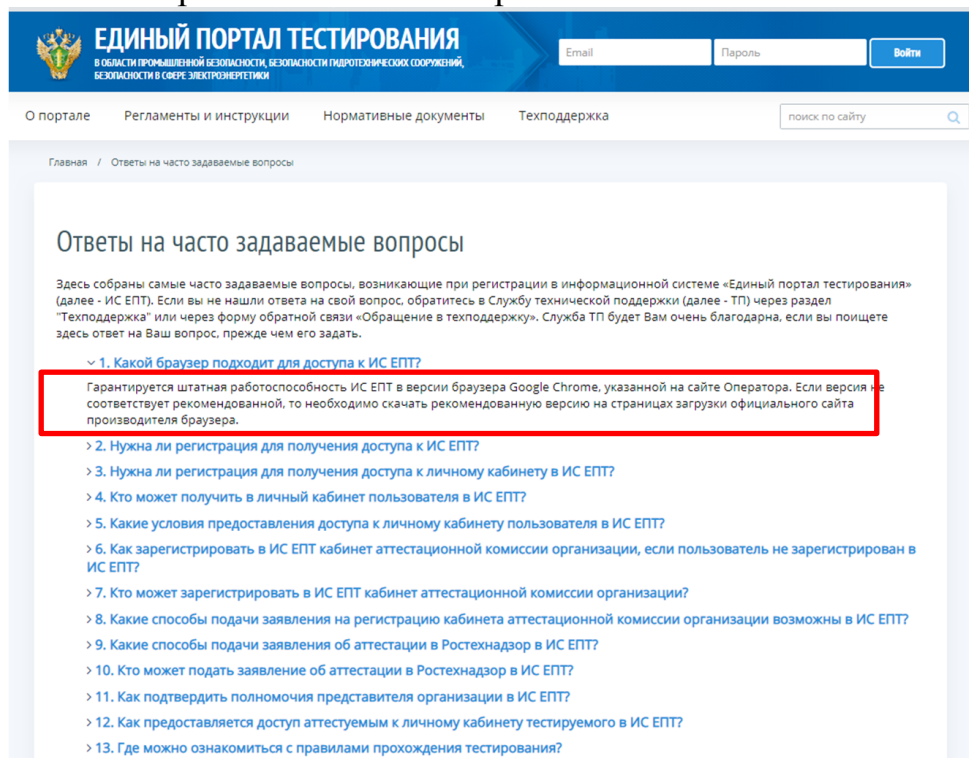 ЕДИНЫЙ ПОРТАЛ ТЕСТИРОВАНИЯ
В ОБЛАСТИ ПРОМЫШЛЕННОЙ БЕЗОПАСНОСТИ, БЕЗОПАСНОСТИ ГИДРОТЕХНИЧЕСКИХ СООРУЖЕНИЙ,
БЕЗОПАСНОСТИ В СФЕРЕ ЭЛЕКТРОЭНЕРГЕТИКИ
Email
Пароль
Войти
О портале Регламенты и инструкции Нормативные документы Техподдержка
поиск по сайту
Главная / Ответы на часто задаваемые вопросы
Ответы на часто задаваемые вопросы
Здесь собраны самые часто задаваемые вопросы, возникающие при регистрации в информационной системе «Единый портал тестирования»
(далее - ИС ЕПТ). Если вы не нашли ответа на свой вопрос, обратитесь в Службу технической поддержки (далее - ТП) через раздел
"Техподдержка" или через форму обратной связи «Обращение в техподдержку». Служба ТП будет Вам очень благодарна, если вы поищете
здесь ответ на Ваш вопрос, прежде чем его задать.
1. Какой браузер подходит для доступа к ИС ЕПТ?
Гарантируется штатная работоспособность ИС ЕПТ в версии браузера Google Chrome, указанной на сайте Оператора. Если версия не
соответствует рекомендованной, то необходимо скачать рекомендованную версию на страницах загрузки официального сайта
производителя браузера.
> 2. Нужна ли регистрация для получения доступа к ИС ЕПТ?
> 3. Нужна ли регистрация для получения доступа к личному кабинету в ИС ЕПТ?
> 4. Кто может получить в личный кабинет пользователя в ИС ЕПТ?
> 5. Какие условия предоставления доступа к личному кабинету пользователя в ИС ЕПТ?
> 6. Как зарегистрировать в ИС ЕПТ кабинет аттестационной комиссии организации, если пользователь не зарегистрирован в
ИС ЕПТ?
> 7. Кто может зарегистрировать в ИС ЕПТ кабинет аттестационной комиссии организации?
> 8. Какие способы подачи заявления на регистрацию кабинета аттестационной комиссии организации возможны в ИС ЕПТ?
> 9. Какие способы подачи заявления об аттестации в Ростехнадзор в ИС ЕПТ?
> 10. Кто может подать заявление об аттестации в Ростехнадзор в ИС ЕПТ?
> 11. Как подтвердить полномочия представителя организации в ИС ЕПТ?
> 12. Как предоставляется доступ аттестуемым к личному кабинету тестируемого в ИС ЕПТ?
> 13. Где можно ознакомиться с правилами прохождения тестирования?